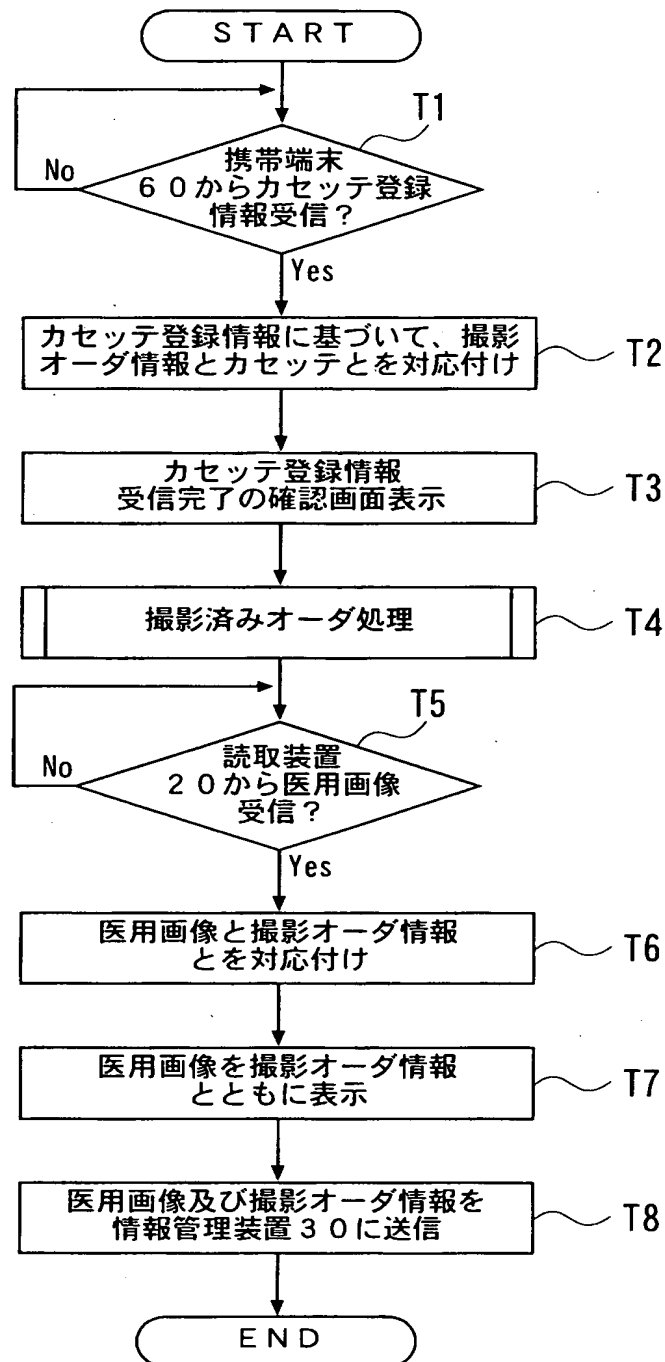 START
T1
携帯端末
60からカセッテ登録
情報受信?
No
Yes
カセッテ登録情報に基づいて、撮影
オーダ情報とカセッテとを対応付け
T2
カセッテ登録情報
受信完了の確認画面表示
T3
撮影済みオーダ処理
T4
T5
読取装置
20から医用画像
受信?
No
Yes
医用画像と撮影オーダ情報
とを対応付け
T6
医用画像を撮影オーダ情報
とともに表示
T7
医用画像及び撮影オーダ情報を
情報管理装置30に送信
T8
END